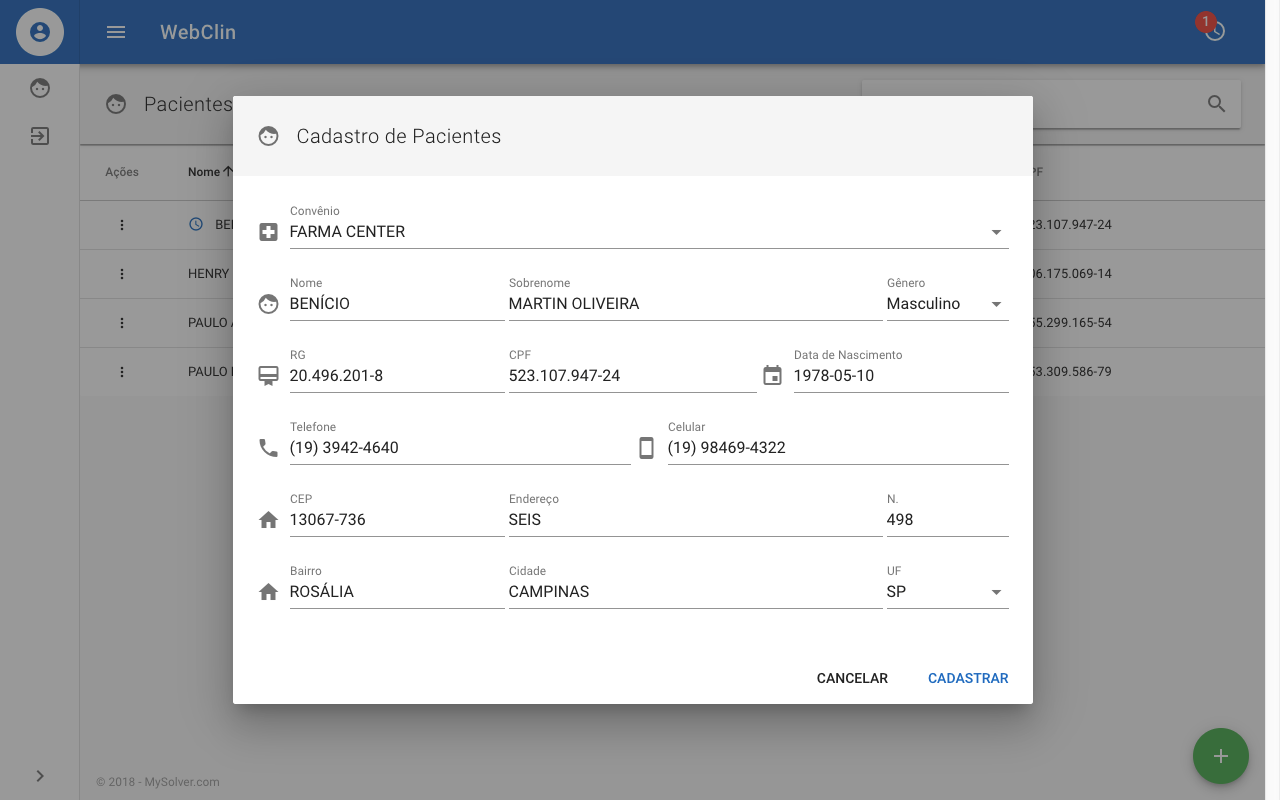 WebClin
1
Pacientes
Cadastro de Pacientes
Ações
Nome
Convênio
FARMA CENTER
23.107.947-24
Nome Sobrenome Gênero
BENÍCIO MARTIN OLIVEIRA Masculino
HENRY
06.175.069-14
PAULO
55.299.165-54
RG CPF Data de Nascimento
20.496.201-8 523.107.947-24 1978-05-10
PAULO
53.309.586-79
Telefone Celular
(19) 3942-4640 (19) 98469-4322
CEP Endereço N.
13067-736 SEIS 498
Bairro Cidade UF
ROSÁLIA CAMPINAS SP
CANCELAR CADASTRAR
© 2018 - MySolver.com